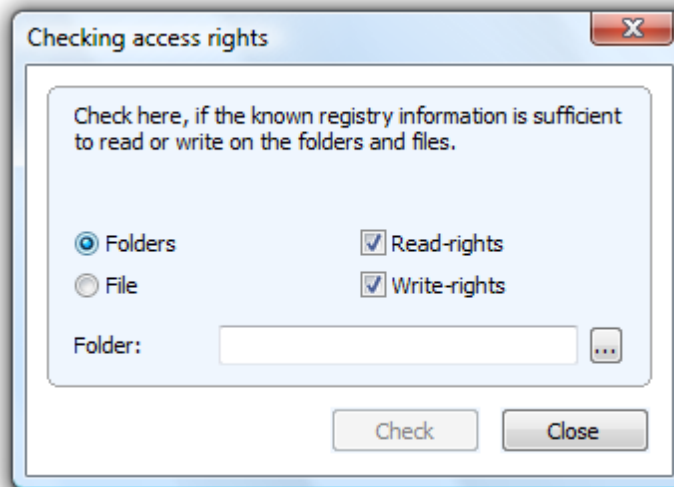 Checking access rights
Check here, if the known registry information is sufficient
to read or write on the folders and files.
Folders
Read-rights
File
Write-rights
Folder:
...
Check
Close